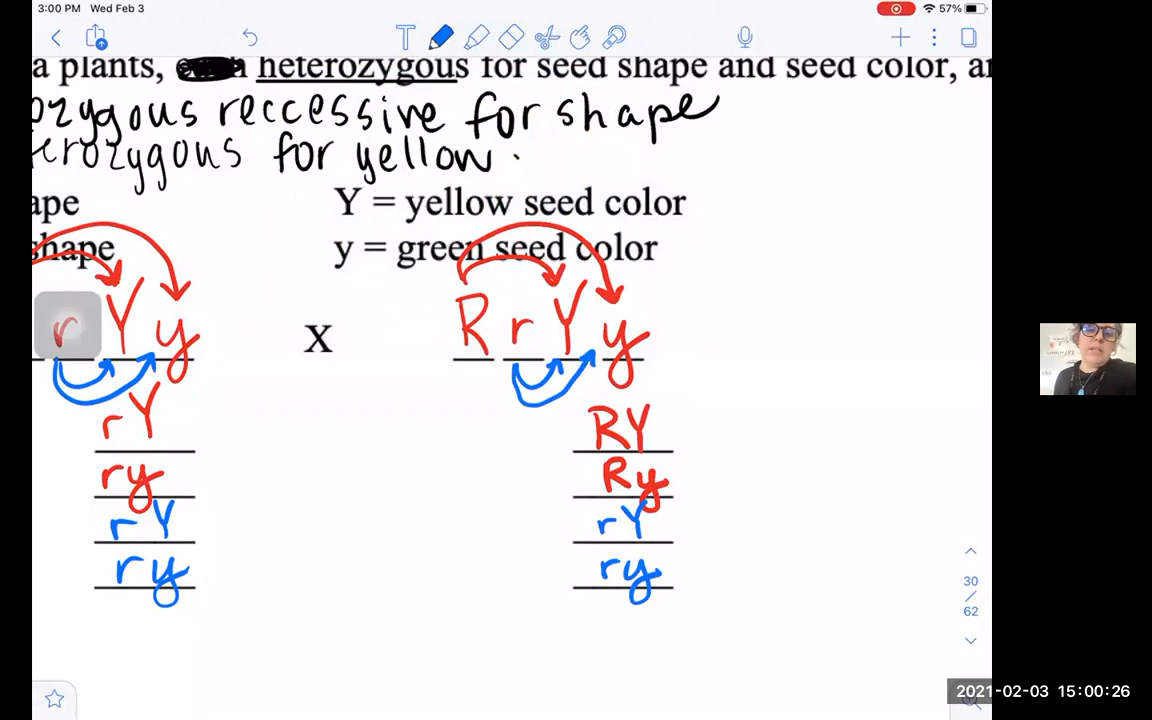 3:00 PM Wed Feb 3
57%
a plants, heterozygous for seed shape and seed color, an
ozygous reccessive for shape
erozygous for yellow.
ape
Y = yellow seed color
shape
y = green seed color
r Y y
X
R r Y y
rY
RY
ry
Ry
rY
rY
ry
ry
30
/
62
2021-02-03 15:00:26